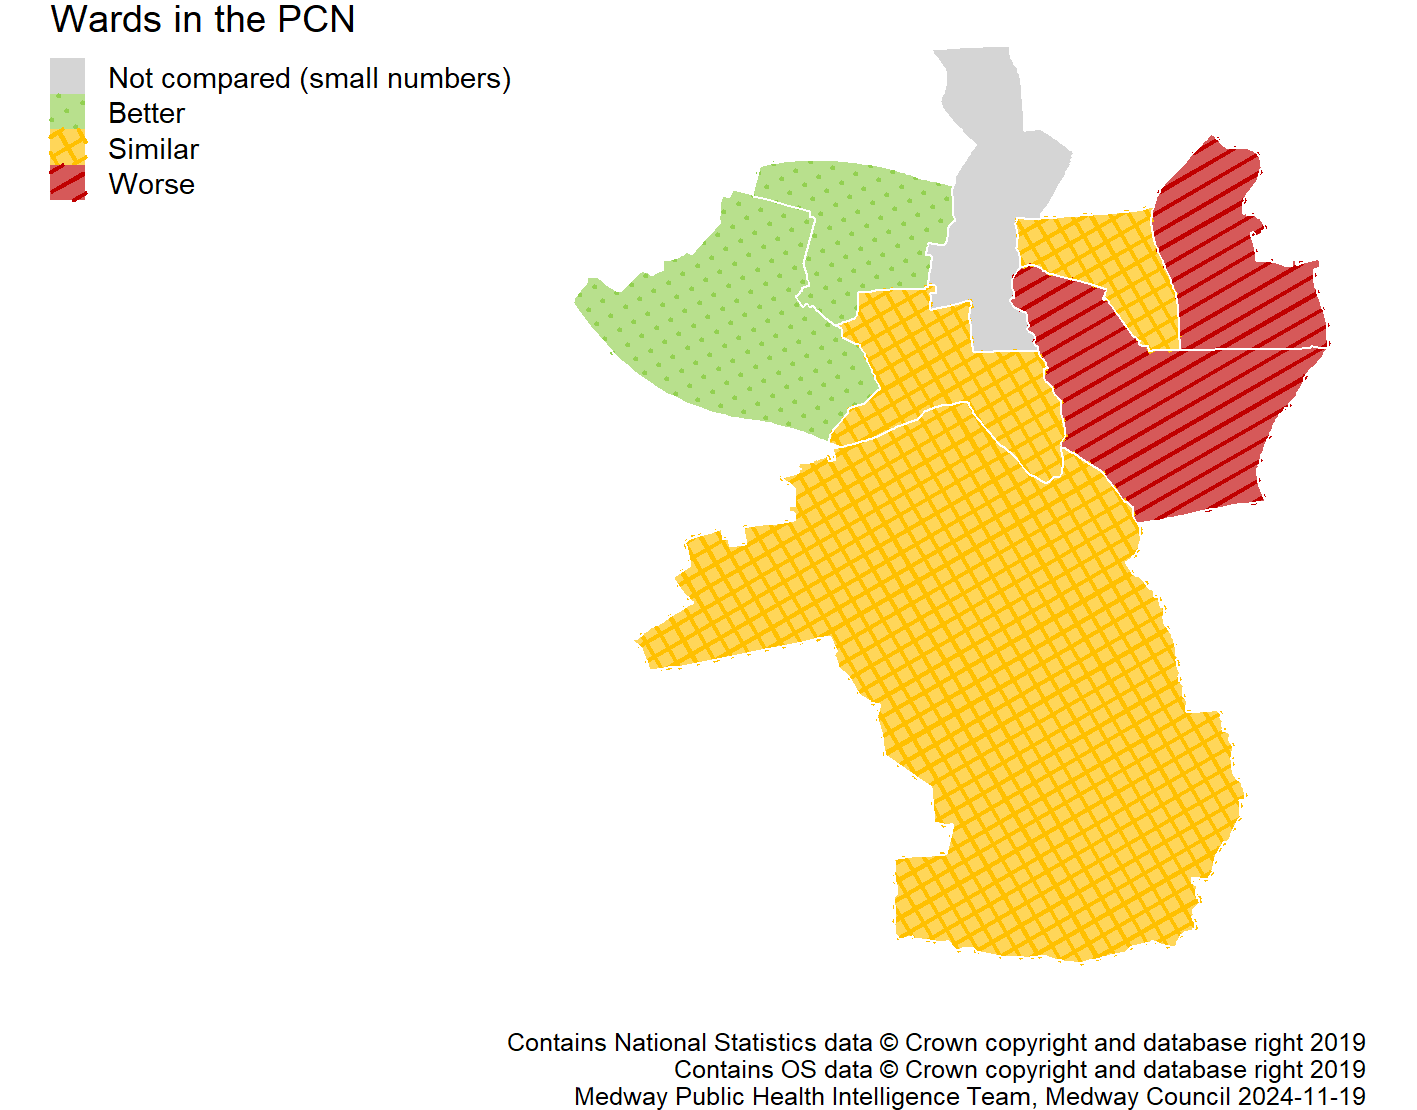 Wards in the PCN
Not compared (small numbers)
Better
Similar
Worse
Contains National Statistics data © Crown copyright and database right 2019
Contains OS data © Crown copyright and database right 2019
Medway Public Health Intelligence Team, Medway Council 2024-11-19